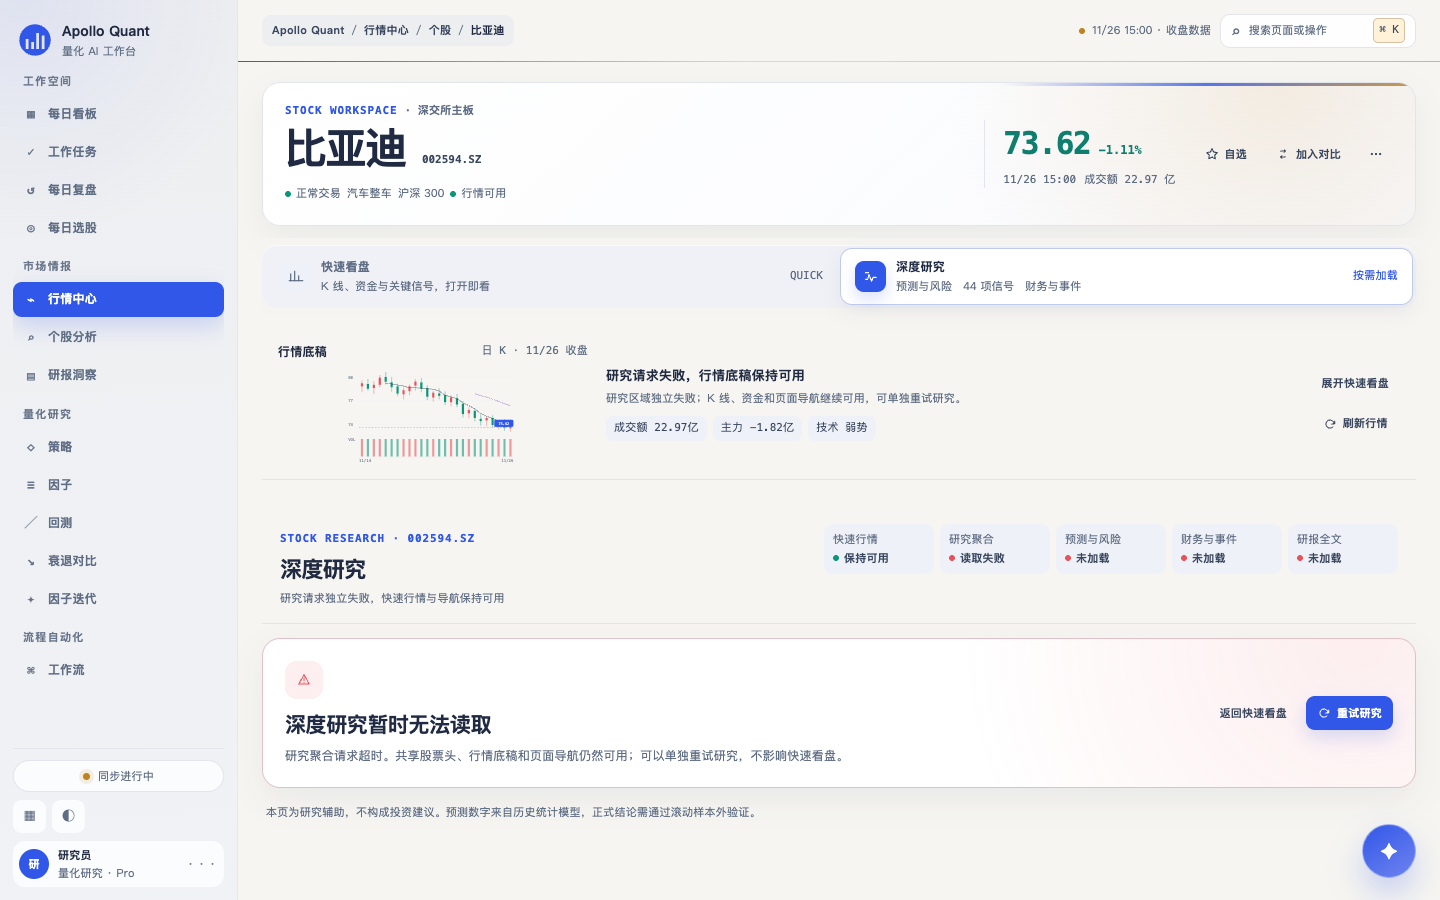 Apollo Quant
量化 AI 工作台
工作空间
每日看板
工作任务
每日复盘
每日选股
市场情报
行情中心
个股分析
研报洞察
量化研究
策略
因子
回测
衰退对比
因子迭代
流程自动化
工作流
同步进行中
研
研究员
量化研究 · Pro
Apollo Quant / 行情中心 / 个股 / 比亚迪
11/26 15:00 · 收盘数据
搜索页面或操作
⌘ K
STOCK WORKSPACE · 深交所主板
比亚迪 002594.SZ
正常交易 汽车整车 沪深 300 行情可用
73.62 −1.11%
11/26 15:00 成交额 22.97 亿
自选
加入对比
快速看盘
K 线、资金与关键信号，打开即看
QUICK
深度研究
预测与风险 44 项信号 财务与事件
按需加载
行情底稿
日 K · 11/26 收盘
80
77
73
73.62
VOL
11/26
研究请求失败，行情底稿保持可用
研究区域独立失败；K 线、资金和页面导航继续可用，可单独重试研究。
成交额 22.97亿
主力 −1.82亿
技术 弱势
展开快速看盘
刷新行情
STOCK RESEARCH · 002594.SZ
深度研究
研究请求独立失败，快速行情与导航保持可用
快速行情
保持可用
研究聚合
读取失败
预测与风险
未加载
财务与事件
未加载
研报全文
未加载
深度研究暂时无法读取
研究聚合请求超时。共享股票头、行情底稿和页面导航仍然可用；可以单独重试研究，不影响快速看盘。
返回快速看盘
重试研究
本页为研究辅助，不构成投资建议。预测数字来自历史统计模型，正式结论需通过滚动样本外验证。